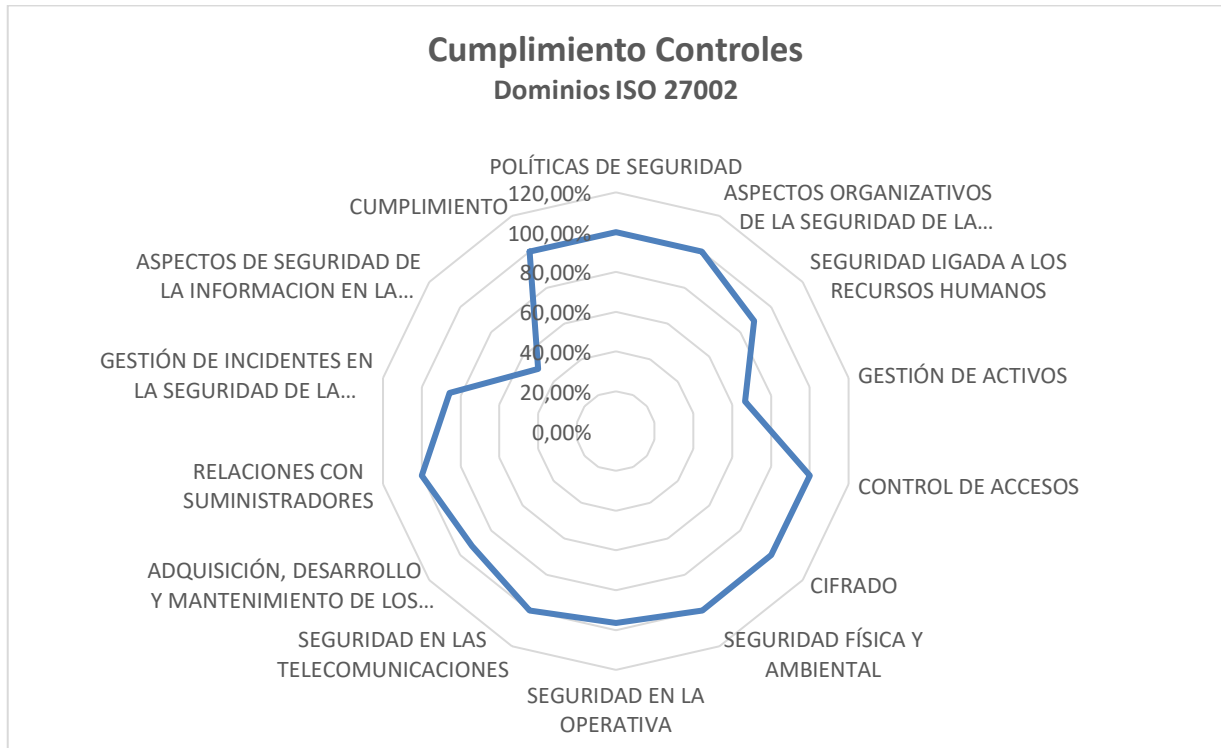 Cumplimiento Controles
Dominios ISO 27002
POLÍTICAS DE SEGURIDAD
ASPECTOS ORGANIZATIVOS
DE LA SEGURIDAD DE LA...
SEGURIDAD LIGADA A LOS
RECURSOS HUMANOS
GESTIÓN DE ACTIVOS
CONTROL DE ACCESOS
CIFRADO
SEGURIDAD FÍSICA Y
AMBIENTAL
SEGURIDAD EN LA
OPERATIVA
SEGURIDAD EN LAS
TELECOMUNICACIONES
ADQUISICIÓN, DESARROLLO
Y MANTENIMIENTO DE LOS...
RELACIONES CON
SUMINISTRADORES
GESTIÓN DE INCIDENTES EN
LA SEGURIDAD DE LA...
ASPECTOS DE SEGURIDAD DE
LA INFORMACION EN LA...
CUMPLIMIENTO
120,00%
100,00%
80,00%
60,00%
40,00%
20,00%
0,00%